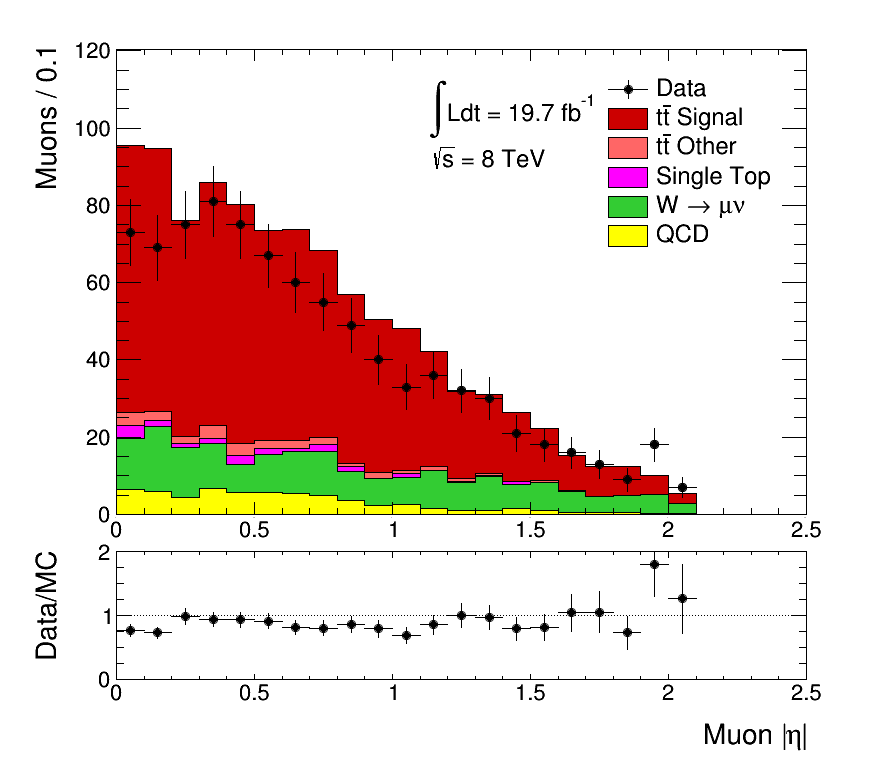 120
100
80
60
40
20
0
Muons / 0.1
∫Ldt = 19.7 fb⁻¹
√s = 8 TeV
Data
tt̄ Signal
tt̄ Other
Single Top
W → μν
QCD
0 0.5 1 1.5 2 2.5
2
1
0
Data/MC
0 0.5 1 1.5 2 2.5
Muon |η|